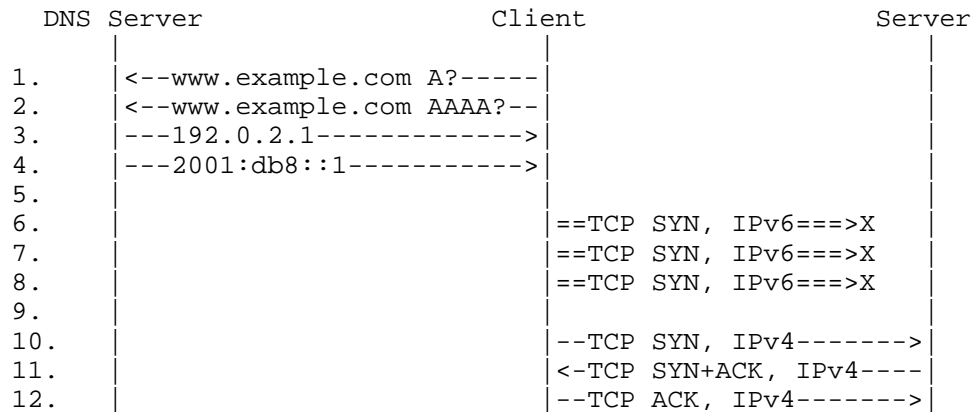 DNS Server                  Client                  Server
      |                          |                       |
1.    |<--www.example.com A?-----|                       |
2.    |<--www.example.com AAAA?--|                       |
3.    |---192.0.2.1------------->|                       |
4.    |---2001:db8::1----------->|                       |
5.    |                          |                       |
6.    |                          |==TCP SYN, IPv6===>X   |
7.    |                          |==TCP SYN, IPv6===>X   |
8.    |                          |==TCP SYN, IPv6===>X   |
9.    |                          |                       |
10.   |                          |--TCP SYN, IPv4------->|
11.   |                          |<-TCP SYN+ACK, IPv4----|
12.   |                          |--TCP ACK, IPv4------->|